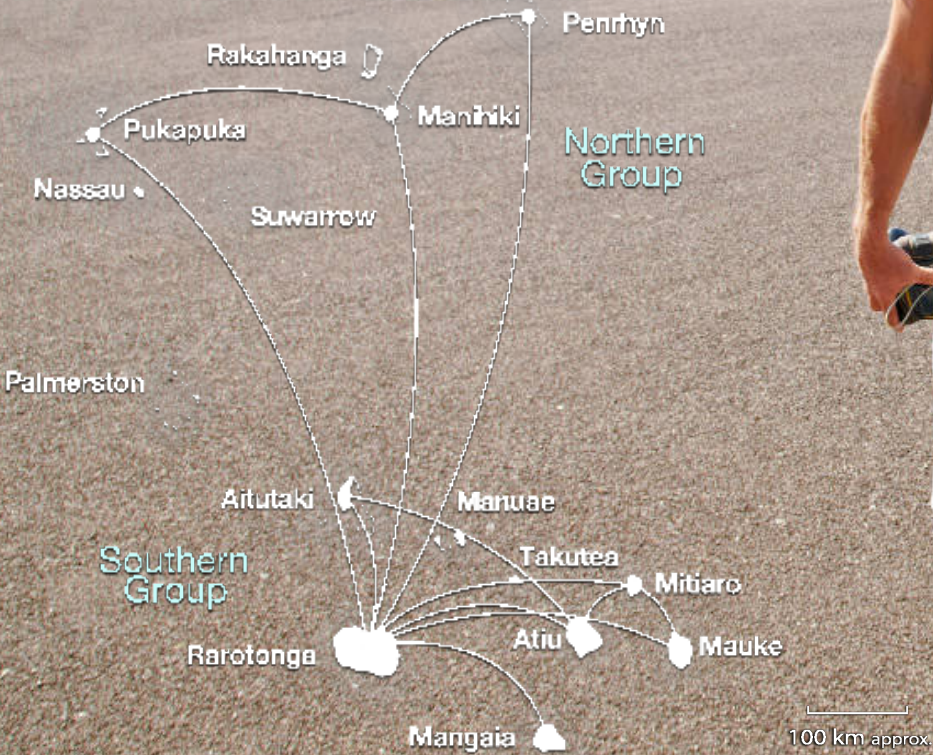 Penrhyn
Rakahanga
Manihiki
Pukapuka
Northern
Group
Nassau
Suwarrow
Palmerston
Aitutaki
Manuae
Southern
Group
Takutea
Mitiaro
Atiu
Mauke
Rarotonga
Mangaia
100 km approx.